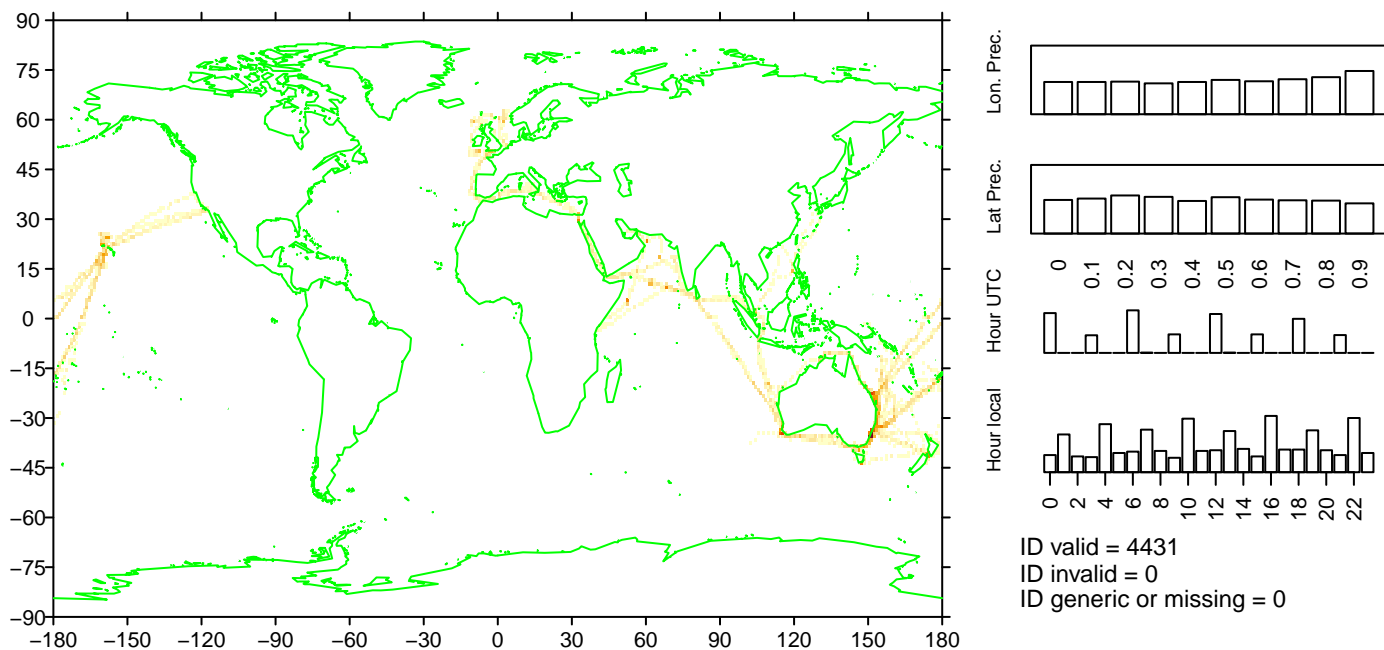 90
75
60
45
30
15
0
−15
−30
−45
−60
−75
−90
−180 −150 −120 −90 −60 −30 0 30 60 90 120 150 180
Lon. Prec.
Lat Prec.
0 0.1 0.2 0.3 0.4 0.5 0.6 0.7 0.8 0.9
Hour UTC
Hour local
0 2 4 6 8 10 12 14 16 18 20 22
ID valid = 4431
ID invalid = 0
ID generic or missing = 0